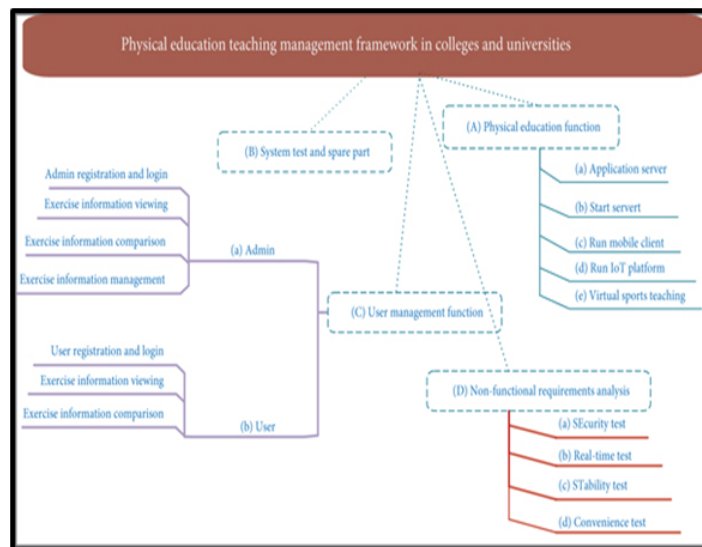 Physical education teaching management framework in colleges and universities
(A) Physical education function
(a) Application server
(b) Start servert
(c) Run mobile client
(d) Run IoT platform
(e) Virtual sports teaching
(B) System test and spare part
(C) User management function
(a) Admin
Admin registration and login
Exercise information viewing
Exercise information comparison
Exercise information management
(b) User
User registration and login
Exercise information viewing
Exercise information comparison
(D) Non-functional requirements analysis
(a) SEcurity test
(b) Real-time test
(c) STability test
(d) Convenience test